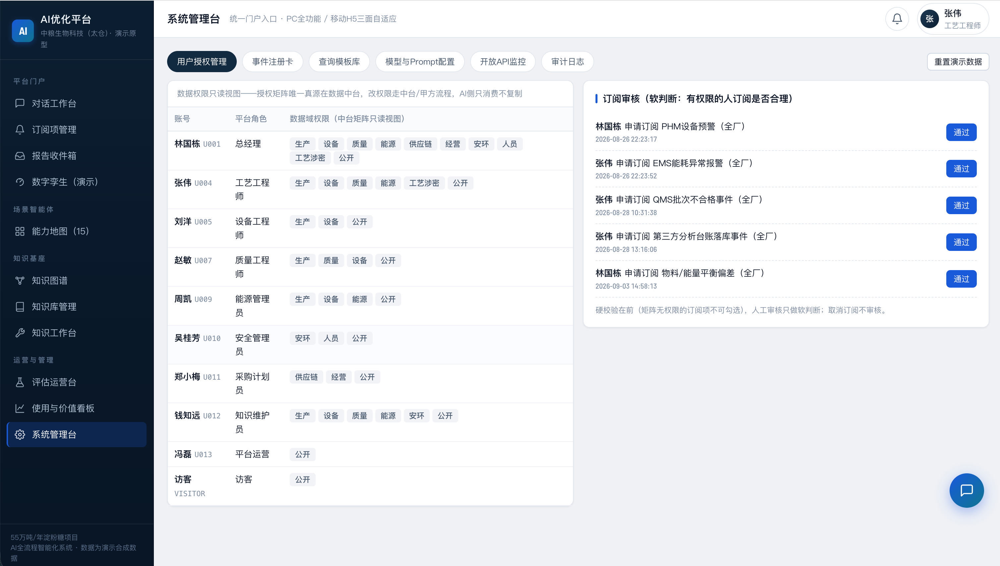 AI
AI优化平台
中粮生物科技（太仓）· 演示原
型
平台门户
对话工作台
订阅项管理
报告收件箱
数字孪生（演示）
场景智能体
能力地图（15）
知识基座
知识图谱
知识库管理
知识工作台
运营与管理
评估运营台
使用与价值看板
系统管理台
55万吨/年淀粉糖项目
AI全流程智能化系统 · 数据为演示合成数
据
系统管理台 统一门户入口 · PC全功能 / 移动H5三面自适应
张 张伟
工艺工程师
用户授权管理 事件注册卡 查询模板库 模型与Prompt配置 开放API监控 审计日志 重置演示数据
数据权限只读视图——授权矩阵唯一真源在数据中台，改权限走中台/甲方流程，AI侧只消费不复制
账号 平台角色 数据域权限（中台矩阵只读视图）
林国栋 U001 总经理 生产 设备 质量 能源 供应链 经营 安环 人员
工艺涉密 公开
张伟 U004 工艺工程 生产 设备 质量 能源 工艺涉密 公开
师
刘洋 U005 设备工程 生产 设备 公开
师
赵敏 U007 质量工程 生产 质量 设备 公开
师
周凯 U009 能源管理 生产 设备 能源 公开
员
吴桂芳 U010 安全管理 安环 人员 公开
员
郑小梅 U011 采购计划 供应链 经营 公开
员
钱知远 U012 知识维护 生产 设备 质量 能源 安环 公开
员
冯磊 U013 平台运营 公开
访客 访客 公开
VISITOR
订阅审核（软判断：有权限的人订阅是否合理）
林国栋 申请订阅 PHM设备预警（全厂） 通过
2026-08-26 22:23:17
张伟 申请订阅 EMS能耗异常报警（全厂） 通过
2026-08-26 22:23:52
张伟 申请订阅 QMS批次不合格事件（全厂） 通过
2026-08-28 10:31:38
张伟 申请订阅 第三方分析台账落库事件（全厂） 通过
2026-08-28 13:16:06
林国栋 申请订阅 物料/能量平衡偏差（全厂） 通过
2026-09-03 14:58:13
硬校验在前（矩阵无权限的订阅项不可勾选），人工审核只做软判断；取消订阅不审核。